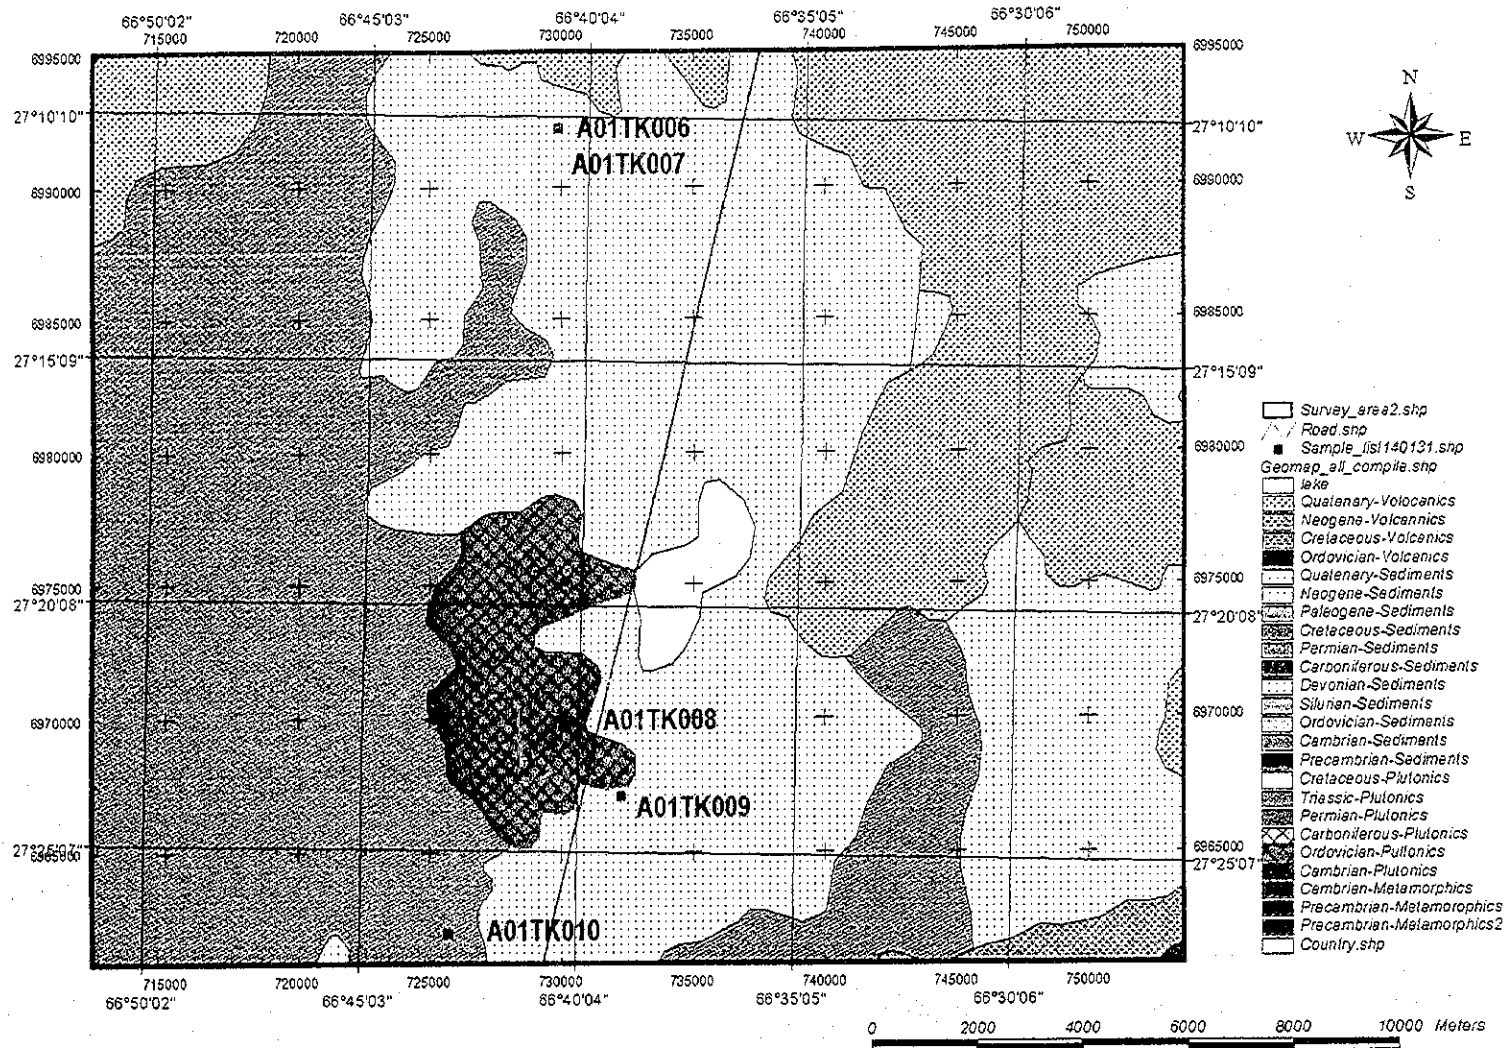 66°50'02" 66°45'03" 66°40'04" 66°35'05" 66°30'06"
715000 720000 725000 730000 735000 740000 745000 750000
6995000 6995000
27°10'10" 27°10'10"
A01TK006
A01TK007
6990000 6990000
6985000 6985000
27°15'09" 27°15'09"
6980000 6980000
6975000 6975000
27°20'08" 27°20'08"
6970000 A01TK008 6970000
A01TK009
27°25'07" 6965000
27°25'07"
A01TK010
715000 720000 725000 730000 735000 740000 745000 750000
66°50'02" 66°45'03" 66°40'04" 66°35'05" 66°30'06"
N
W E
S
Survey_area2.shp
Road.shp
Sample_list140131.shp
Geomap_all_compile.shp
lake
Quatenary-Volocanics
Neogene-Volcannics
Cretaceous-Volcanics
Ordovician-Volcanics
Quatenary-Sediments
Neogene-Sediments
Paleogene-Sediments
Cretaceous-Sediments
Permian-Sediments
Carboniferous-Sediments
Devonian-Sediments
Silurian-Sediments
Ordovician-Sediments
Cambrian-Sediments
Precambrian-Sediments
Cretaceous-Plutonics
Triassic-Plutonics
Permian-Plutonics
Carboniferous-Plutonics
Ordovician-Pultonics
Cambrian-Plutonics
Cambrian-Metamorphics
Precambrian-Metamorophics
Precambrian-Metamorphics2
Country.shp
0 2000 4000 6000 8000 10000 Meters